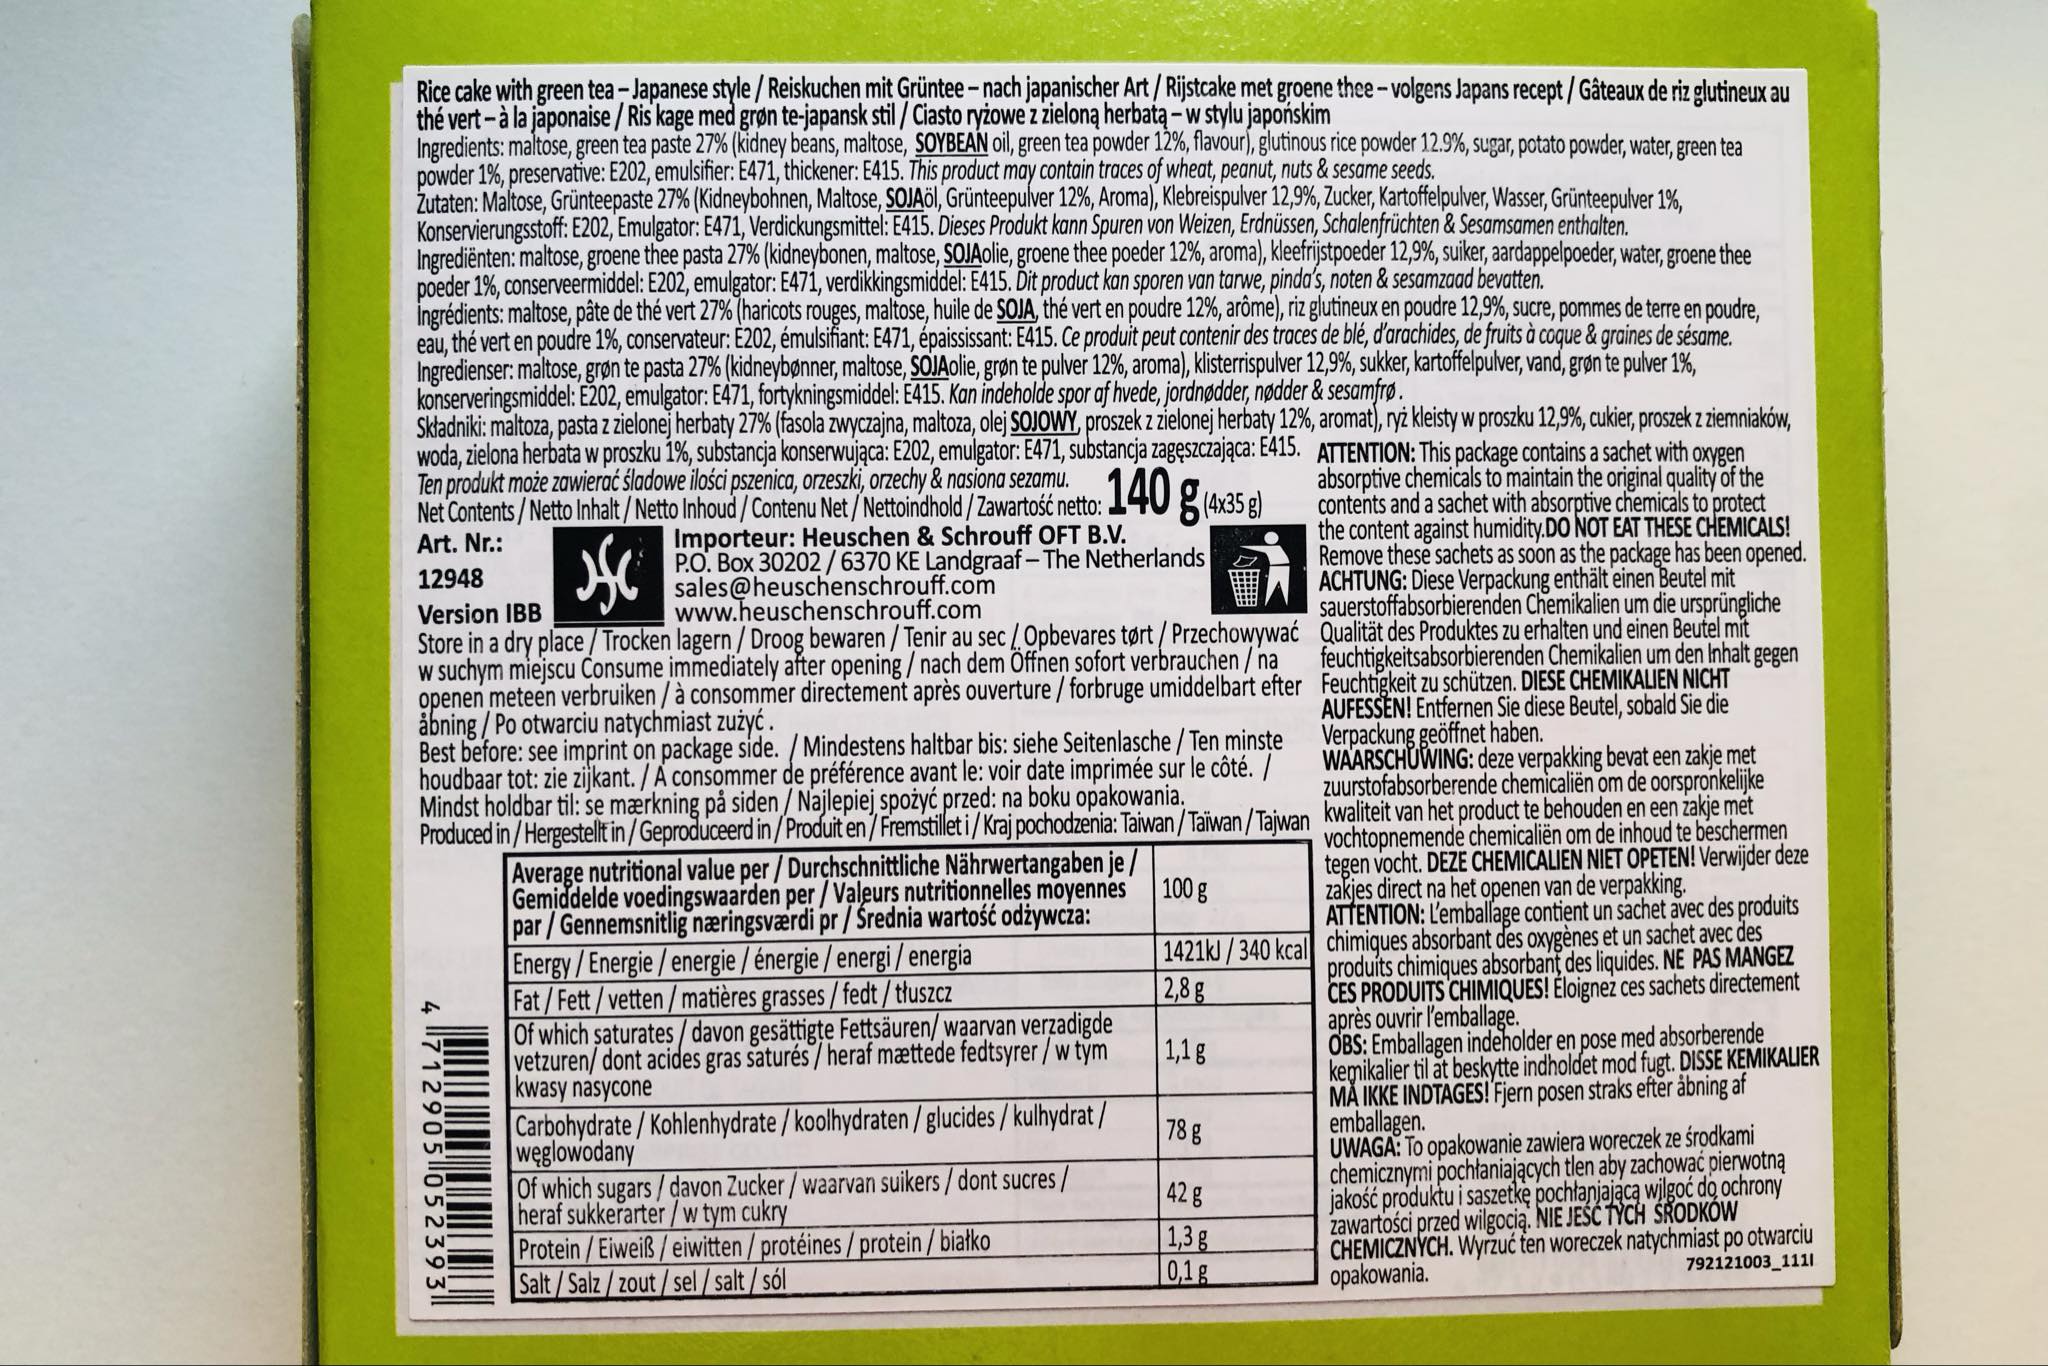 Rice cake with green tea – Japanese style / Reiskuchen mit Grüntee – nach japanischer Art / Rijstcake met groene thee – volgens Japans recept / Gâteaux de riz glutineux au
thé vert – à la japonaise / Ris kage med grøn te-japansk stil / Ciasto ryżowe z zieloną herbatą – w stylu japońskim
Ingredients: maltose, green tea paste 27% (kidney beans, maltose, SOYBEAN oil, green tea powder 12%, flavour), glutinous rice powder 12.9%, sugar, potato powder, water, green tea
powder 1%, preservative: E202, emulsifier: E471, thickener: E415. This product may contain traces of wheat, peanut, nuts & sesame seeds.
Zutaten: Maltose, Grünteepaste 27% (Kidneybohnen, Maltose, SOJAöl, Grünteepulver 12%, Aroma), Klebreispulver 12,9%, Zucker, Kartoffelpulver, Wasser, Grünteepulver 1%,
Konservierungsstoff: E202, Emulgator: E471, Verdickungsmittel: E415. Dieses Produkt kann Spuren von Weizen, Erdnüssen, Schalenfrüchten & Sesamsamen enthalten.
Ingrediënten: maltose, groene thee pasta 27% (kidneybonen, maltose, SOJAolie, groene thee poeder 12%, aroma), kleefrijstpoeder 12,9%, suiker, aardappelpoeder, water, groene thee
poeder 1%, conserveermiddel: E202, emulgator: E471, verdikkingsmiddel: E415. Dit product kan sporen van tarwe, pinda's, noten & sesamzaad bevatten.
Ingrédients: maltose, pâte de thé vert 27% (haricots rouges, maltose, huile de SOJA, thé vert en poudre 12%, arôme), riz glutineux en poudre 12,9%, sucre, pommes de terre en poudre,
eau, thé vert en poudre 1%, conservateur: E202, émulsifiant: E471, épaississant: E415. Ce produit peut contenir des traces de blé, d'arachides, de fruits à coque & graines de sésame.
Ingredienser: maltose, grøn te pasta 27% (kidneybønner, maltose, SOJAolie, grøn te pulver 12%, aroma), klisterrispulver 12,9%, sukker, kartoffelpulver, vand, grøn te pulver 1%,
konserveringsmiddel: E202, emulgator: E471, fortykningsmiddel: E415. Kan indeholde spor af hvede, jordnødder, nødder & sesamfrø.
Składniki: maltoza, pasta z zielonej herbaty 27% (fasola zwyczajna, maltoza, olej SOJOWY, proszek z zielonej herbaty 12%, aromat), ryż kleisty w proszku 12,9%, cukier, proszek z ziemniaków,
woda, zielona herbata w proszku 1%, substancja konserwująca: E202, emulgator: E471, substancja zagęszczająca: E415.
Ten produkt może zawierać śladowe ilości pszenica, orzeszki, orzechy & nasiona sezamu.
Net Contents / Netto Inhalt / Netto Inhoud / Contenu Net / Nettoindhold / Zawartość netto: 140 g (4x35 g)
Art. Nr.:
12948
Version IBB
Importeur: Heuschen & Schrouff OFT B.V.
P.O. Box 30202 / 6370 KE Landgraaf – The Netherlands
sales@heuschenschrouff.com
www.heuschenschrouff.com
Store in a dry place / Trocken lagern / Droog bewaren / Tenir au sec / Opbevares tørt / Przechowywać
w suchym miejscu Consume immediately after opening / nach dem Öffnen sofort verbrauchen / na
openen meteen verbruiken / à consommer directement après ouverture / forbruge umiddelbart efter
åbning / Po otwarciu natychmiast zużyć .
Best before: see imprint on package side. / Mindestens haltbar bis: siehe Seitenlasche / Ten minste
houdbaar tot: zie zijkant. / A consommer de préférence avant le: voir date imprimée sur le côté. /
Mindst holdbar til: se mærkning på siden / Najlepiej spożyć przed: na boku opakowania.
Produced in / Hergestellt in / Geproduceerd in / Produit en / Fremstillet i / Kraj pochodzenia: Taiwan / Taïwan / Tajwan
Average nutritional value per / Durchschnittliche Nährwertangaben je /
Gemiddelde voedingswaarden per / Valeurs nutritionnelles moyennes
par / Gennemsnitlig næringsværdi pr / Średnia wartość odżywcza:
100 g
Energy / Energie / energie / énergie / energi / energia
1421kJ / 340 kcal
Fat / Fett / vetten / matières grasses / fedt / tłuszcz
2,8 g
Of which saturates / davon gesättigte Fettsäuren/ waarvan verzadigde
vetzuren/ dont acides gras saturés / heraf mættede fedtsyrer / w tym
kwasy nasycone
1,1 g
Carbohydrate / Kohlenhydrate / koolhydraten / glucides / kulhydrat /
węglowodany
78 g
Of which sugars / davon Zucker / waarvan suikers / dont sucres /
heraf sukkerarter / w tym cukry
42 g
Protein / Eiweiß / eiwitten / protéines / protein / białko
1,3 g
Salt / Salz / zout / sel / salt / sól
0,1 g
4 712905 052393
ATTENTION: This package contains a sachet with oxygen
absorptive chemicals to maintain the original quality of the
contents and a sachet with absorptive chemicals to protect
the content against humidity.DO NOT EAT THESE CHEMICALS!
Remove these sachets as soon as the package has been opened.
ACHTUNG: Diese Verpackung enthält einen Beutel mit
sauerstoffabsorbierenden Chemikalien um die ursprüngliche
Qualität des Produktes zu erhalten und einen Beutel mit
feuchtigkeitsabsorbierenden Chemikalien um den Inhalt gegen
Feuchtigkeit zu schützen. DIESE CHEMIKALIEN NICHT
AUFESSEN! Entfernen Sie diese Beutel, sobald Sie die
Verpackung geöffnet haben.
WAARSCHUWING: deze verpakking bevat een zakje met
zuurstofabsorberende chemicaliën om de oorspronkelijke
kwaliteit van het product te behouden en een zakje met
vochtopnemende chemicaliën om de inhoud te beschermen
tegen vocht. DEZE CHEMICALIEN NIET OPETEN! Verwijder deze
zakjes direct na het openen van de verpakking.
ATTENTION: L'emballage contient un sachet avec des produits
chimiques absorbant des oxygènes et un sachet avec des
produits chimiques absorbant des liquides. NE PAS MANGEZ
CES PRODUITS CHIMIQUES! Éloignez ces sachets directement
après ouvrir l'emballage.
OBS: Emballagen indeholder en pose med absorberende
kemikalier til at beskytte indholdet mod fugt. DISSE KEMIKALIER
MÅ IKKE INDTAGES! Fjern posen straks efter åbning af
emballagen.
UWAGA: To opakowanie zawiera woreczek ze środkami
chemicznymi pochłaniających tlen aby zachować pierwotną
jakość produktu i saszetkę pochłanjającą wilgoć do ochrony
zawartości przed wilgocią. NIE JEŚĆ TYCH ŚRODKÓW
CHEMICZNYCH. Wyrzuć ten woreczek natychmiast po otwarciu
opakowania.
792121003_111I